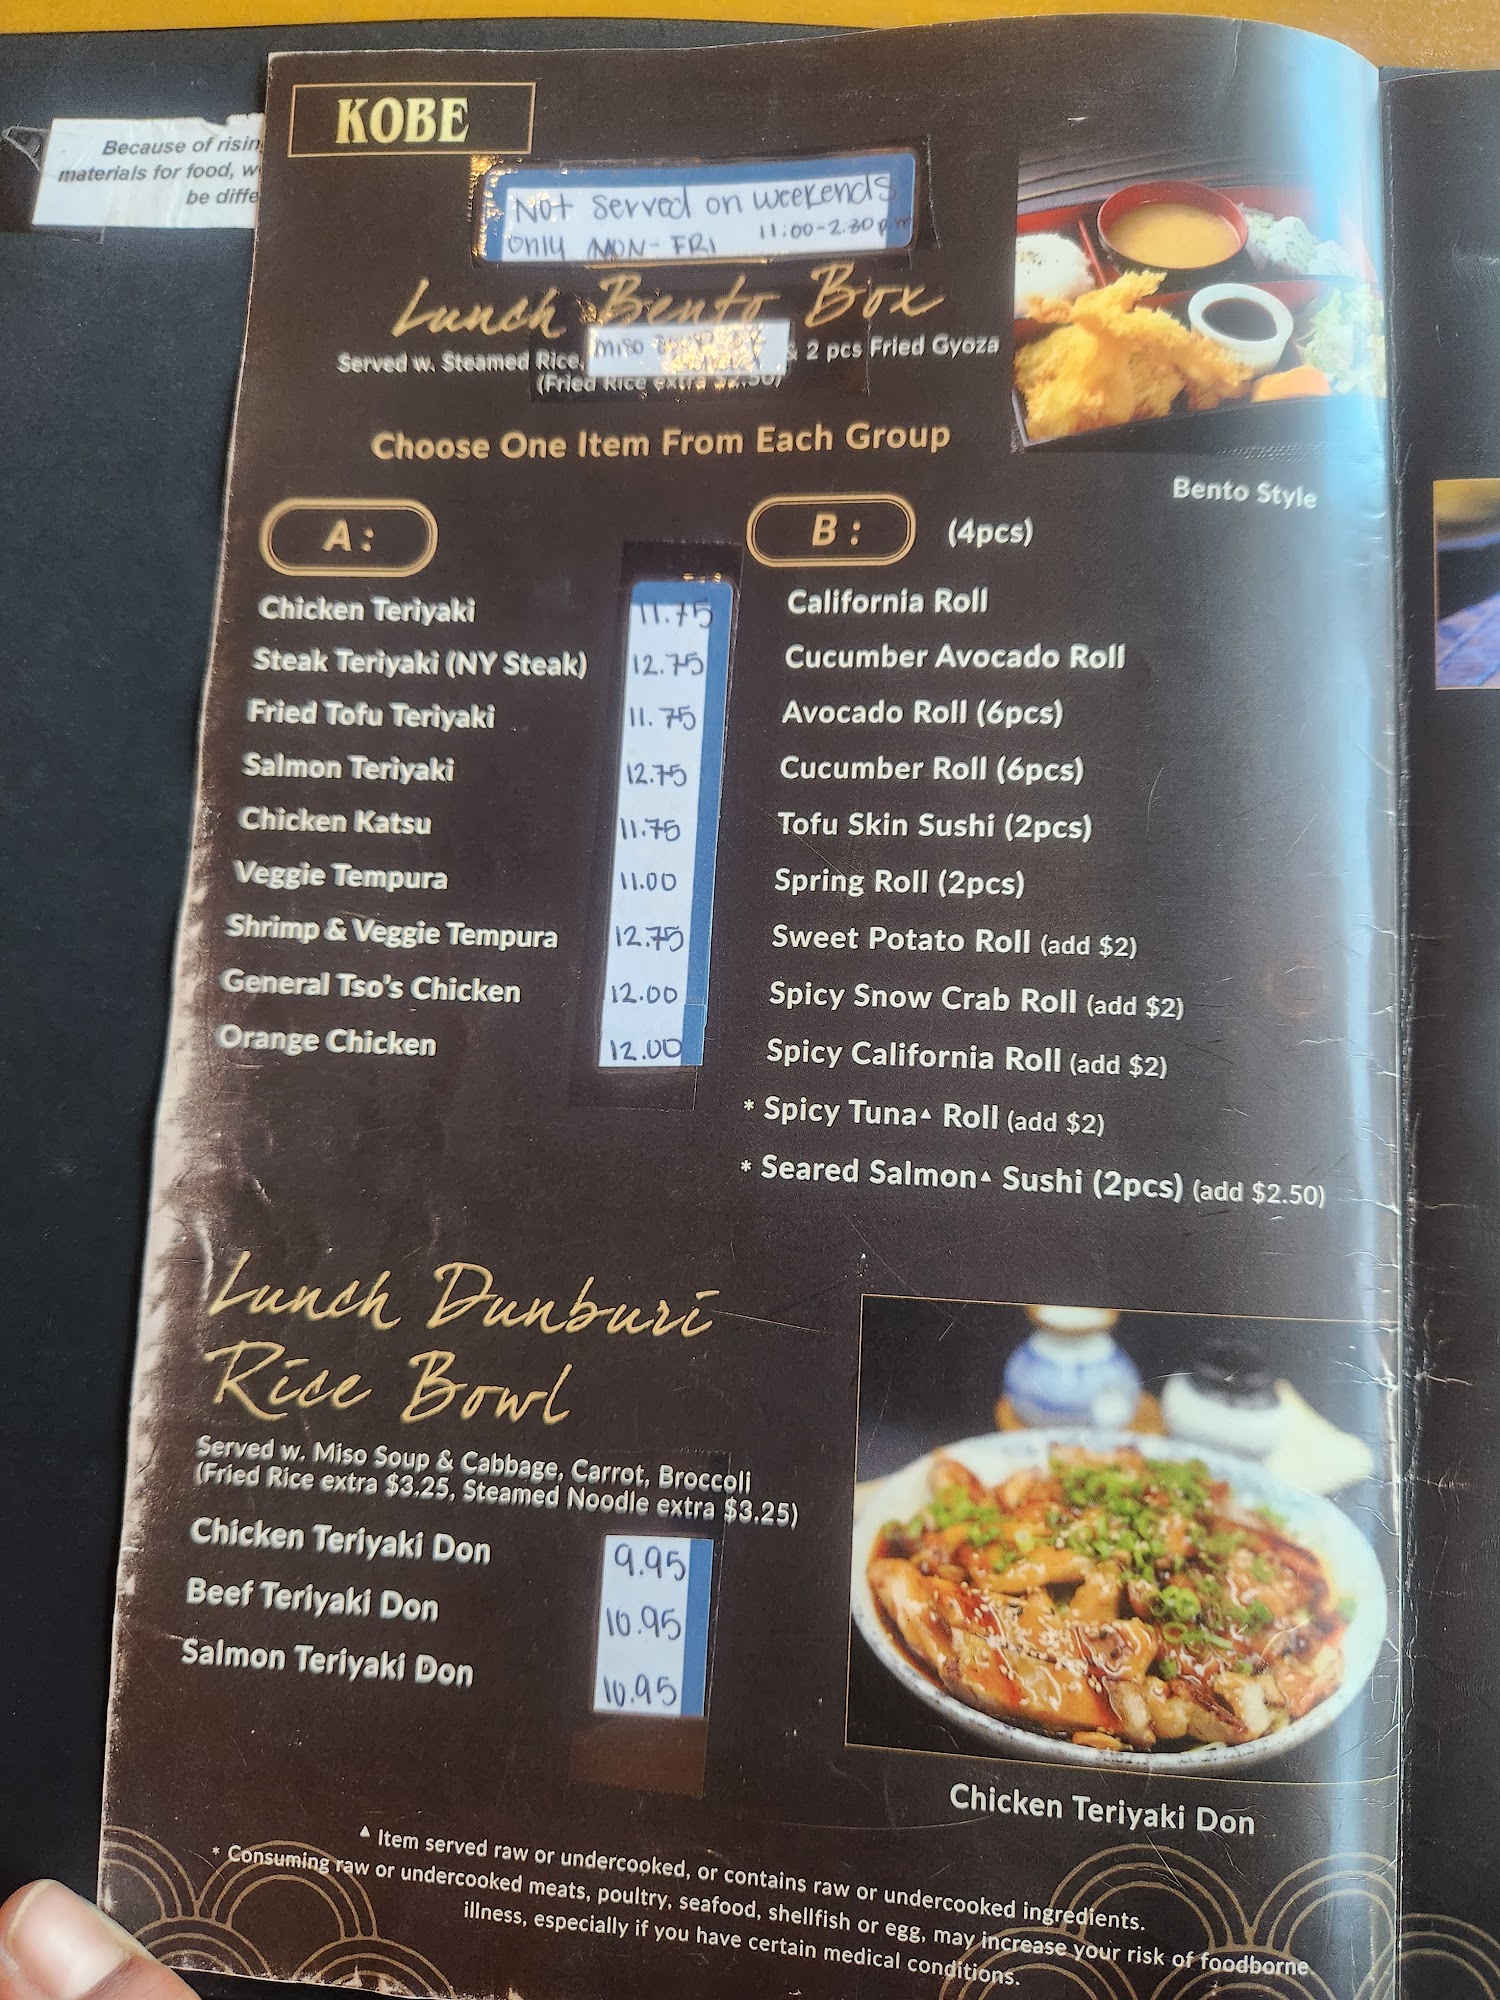 KOBE
Because of risin
materials for food, w
be diffe
Not served on weekends
only MON-FRI 11:00-2:30 p.m
Lunch Bento Box
Served w. Steamed Rice, miso & 2 pcs Fried Gyoza
(Fried Rice extra $2.50)
Choose One Item From Each Group
Bento Style
A:
Chicken Teriyaki 11.75
Steak Teriyaki (NY Steak) 12.75
Fried Tofu Teriyaki 11.75
Salmon Teriyaki 12.75
Chicken Katsu 11.75
Veggie Tempura 11.00
Shrimp & Veggie Tempura 12.75
General Tso's Chicken 12.00
Orange Chicken 12.00
B: (4pcs)
California Roll
Cucumber Avocado Roll
Avocado Roll (6pcs)
Cucumber Roll (6pcs)
Tofu Skin Sushi (2pcs)
Spring Roll (2pcs)
Sweet Potato Roll (add $2)
Spicy Snow Crab Roll (add $2)
Spicy California Roll (add $2)
* Spicy Tuna▲ Roll (add $2)
* Seared Salmon▲ Sushi (2pcs) (add $2.50)
Lunch Dunburi
Rice Bowl
Served w. Miso Soup & Cabbage, Carrot, Broccoli
(Fried Rice extra $3.25, Steamed Noodle extra $3.25)
Chicken Teriyaki Don 9.95
Beef Teriyaki Don 10.95
Salmon Teriyaki Don 10.95
Chicken Teriyaki Don
▲ Item served raw or undercooked, or contains raw or undercooked ingredients.
* Consuming raw or undercooked meats, poultry, seafood, shellfish or egg, may increase your risk of foodborne
illness, especially if you have certain medical conditions.